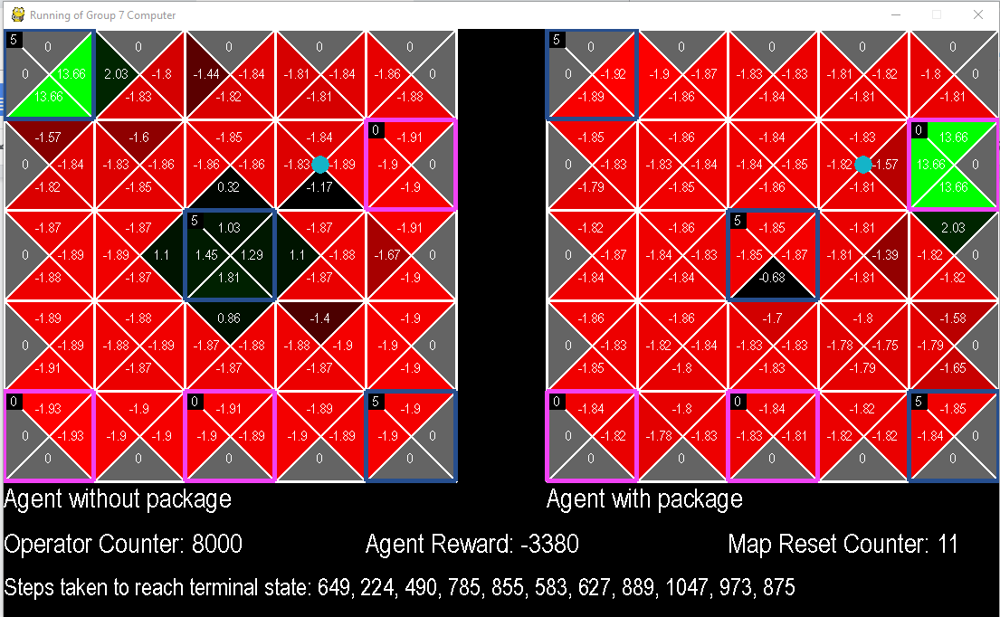 Running of Group 7 Computer
5 0 0 0 0 0 5 0 0 0 0 0
0 13.66 2.03 -1.8 -1.44 -1.84 -1.81 -1.84 -1.86 0 0 -1.92 -1.9 -1.87 -1.83 -1.83 -1.81 -1.82 -1.8 0
13.66 -1.83 -1.82 -1.81 -1.88 -1.89 -1.86 -1.84 -1.81 -1.81
-1.57 -1.6 -1.85 -1.84 0 -1.91 -1.85 -1.86 -1.84 -1.83 0 13.66
0 -1.84 -1.83 -1.86 -1.86 -1.86 -1.83 -1.89 -1.9 0 0 -1.83 -1.83 -1.84 -1.84 -1.85 -1.82 -1.57 13.66 0
-1.82 -1.85 0.32 -1.17 -1.9 -1.79 -1.85 -1.86 -1.81 13.66
-1.87 -1.87 5 1.03 -1.87 -1.91 -1.82 -1.86 5 -1.85 -1.81 2.03
0 -1.89 -1.89 1.1 1.45 1.29 1.1 -1.88 -1.67 0 0 -1.87 -1.84 -1.83 -1.85 -1.87 -1.81 -1.39 -1.82 0
-1.88 -1.87 1.81 -1.87 -1.9 -1.84 -1.84 -0.68 -1.81 -1.82
-1.89 -1.88 0.86 -1.4 -1.9 -1.86 -1.86 -1.7 -1.8 -1.58
0 -1.89 -1.88 -1.89 -1.87 -1.88 -1.88 -1.9 -1.9 0 0 -1.83 -1.82 -1.84 -1.83 -1.83 -1.78 -1.75 -1.79 0
-1.91 -1.87 -1.87 -1.87 -1.9 -1.85 -1.8 -1.83 -1.79 -1.65
0 -1.93 -1.9 0 -1.91 -1.9 5 -1.9 0 -1.84 -1.8 0 -1.84 -1.82 5 -1.85
0 -1.93 -1.9 -1.9 -1.9 -1.89 -1.9 -1.89 -1.9 0 0 -1.82 -1.78 -1.83 -1.83 -1.81 -1.82 -1.82 -1.84 0
0 0 0 0 0 0 0 0 0 0
Agent without package Agent with package
Operator Counter: 8000 Agent Reward: -3380 Map Reset Counter: 11
Steps taken to reach terminal state: 649, 224, 490, 785, 855, 583, 627, 889, 1047, 973, 875